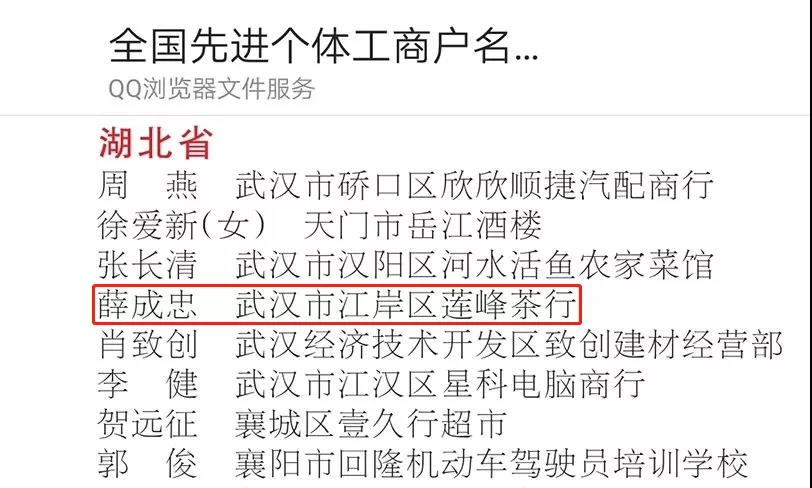 全国先进个体工商户名...
QQ浏览器文件服务
湖北省
周　燕　武汉市硚口区欣欣顺捷汽配商行
徐爱新(女)　天门市岳江酒楼
张长清　武汉市汉阳区河水活鱼农家菜馆
薛成忠　武汉市江岸区莲峰茶行
肖致创　武汉经济技术开发区致创建材经营部
李　健　武汉市江汉区星科电脑商行
贺远征　襄城区壹久行超市
郭　俊　襄阳市回隆机动车驾驶员培训学校